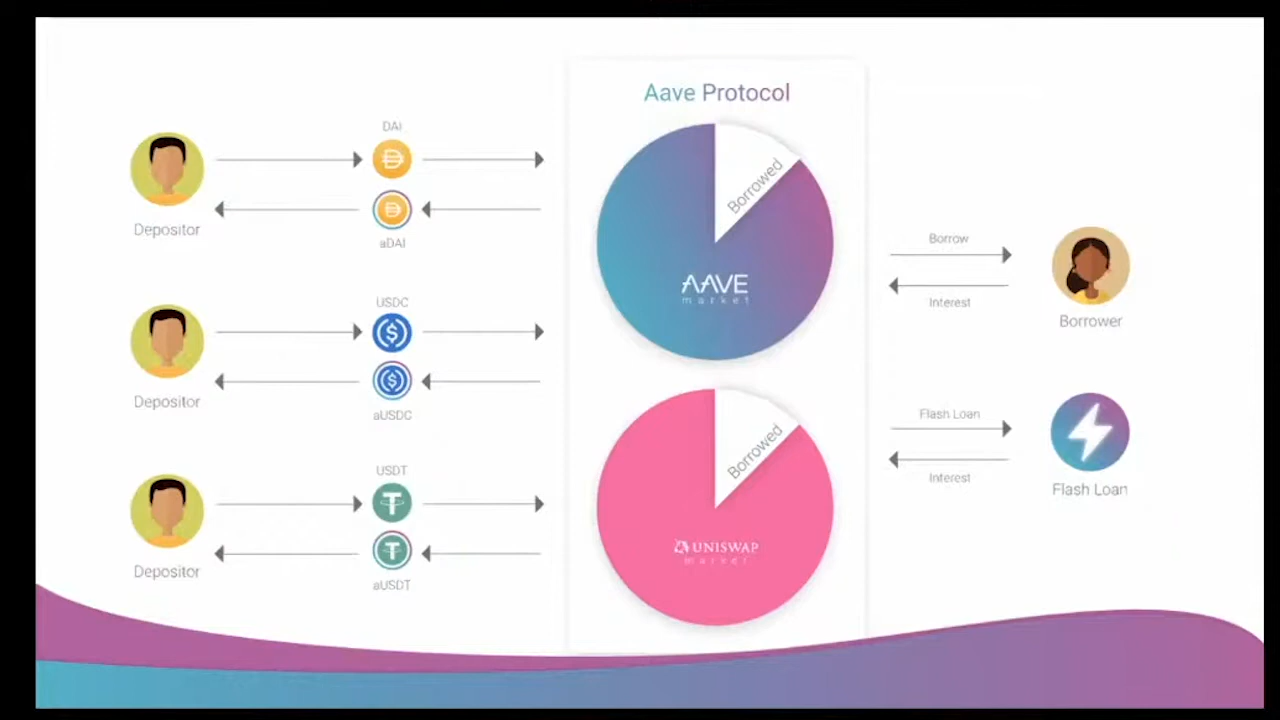 Aave Protocol
DAI
Depositor
aDAI
USDC
Depositor
aUSDC
USDT
Depositor
aUSDT
Borrowed
AAVE
market
Borrowed
UNISWAP
market
Borrow
Interest
Borrower
Flash Loan
Interest
Flash Loan